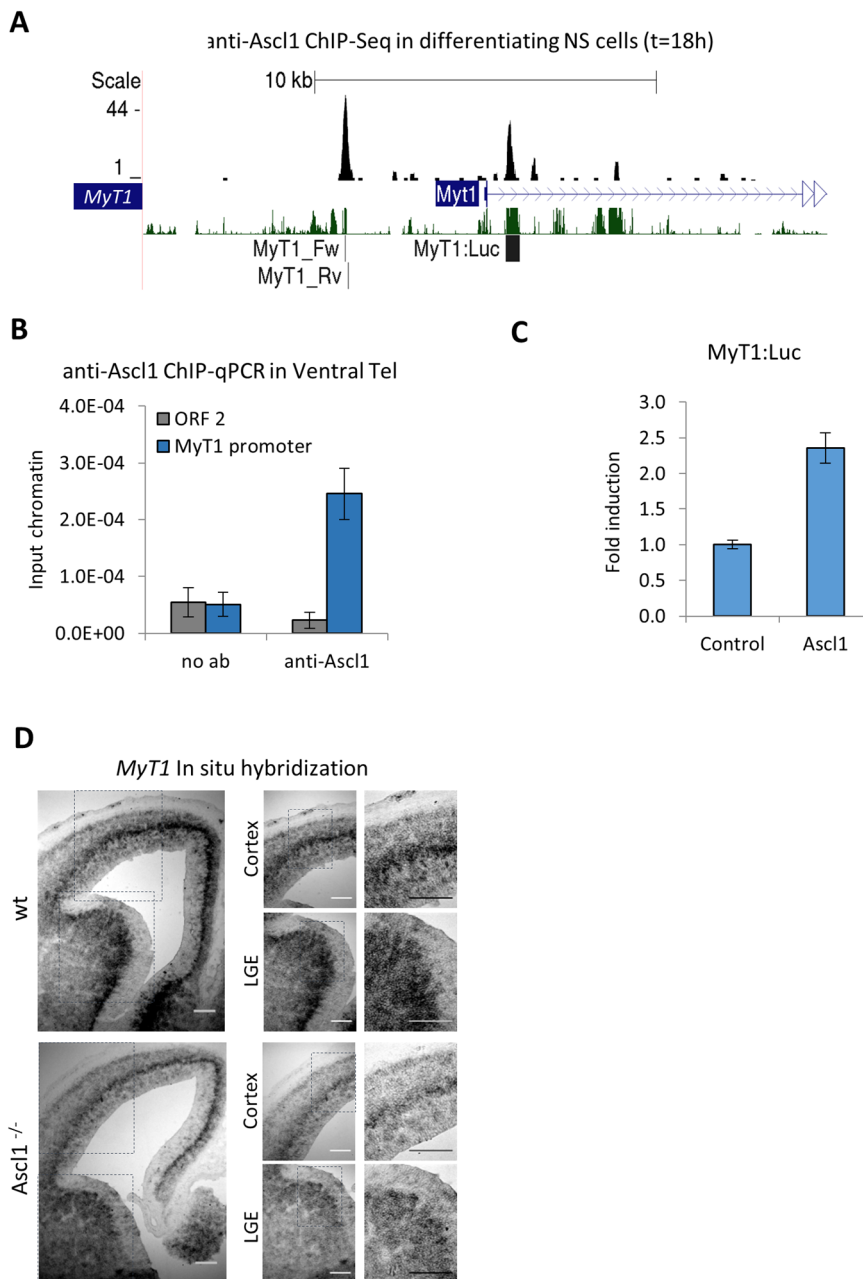 A
anti-Ascl1 ChIP-Seq in differentiating NS cells (t=18h)
Scale
10 kb
44 -
1 _
MyT1
Myt1
MyT1_Fw
MyT1:Luc
MyT1_Rv
B
anti-Ascl1 ChIP-qPCR in Ventral Tel
Input chromatin
4.0E-04
3.0E-04
2.0E-04
1.0E-04
0.0E+00
ORF 2
MyT1 promoter
no ab
anti-Ascl1
C
MyT1:Luc
Fold induction
3.0
2.5
2.0
1.5
1.0
0.5
0.0
Control
Ascl1
D
MyT1 In situ hybridization
wt
Cortex
LGE
Ascl1 -/-
Cortex
LGE